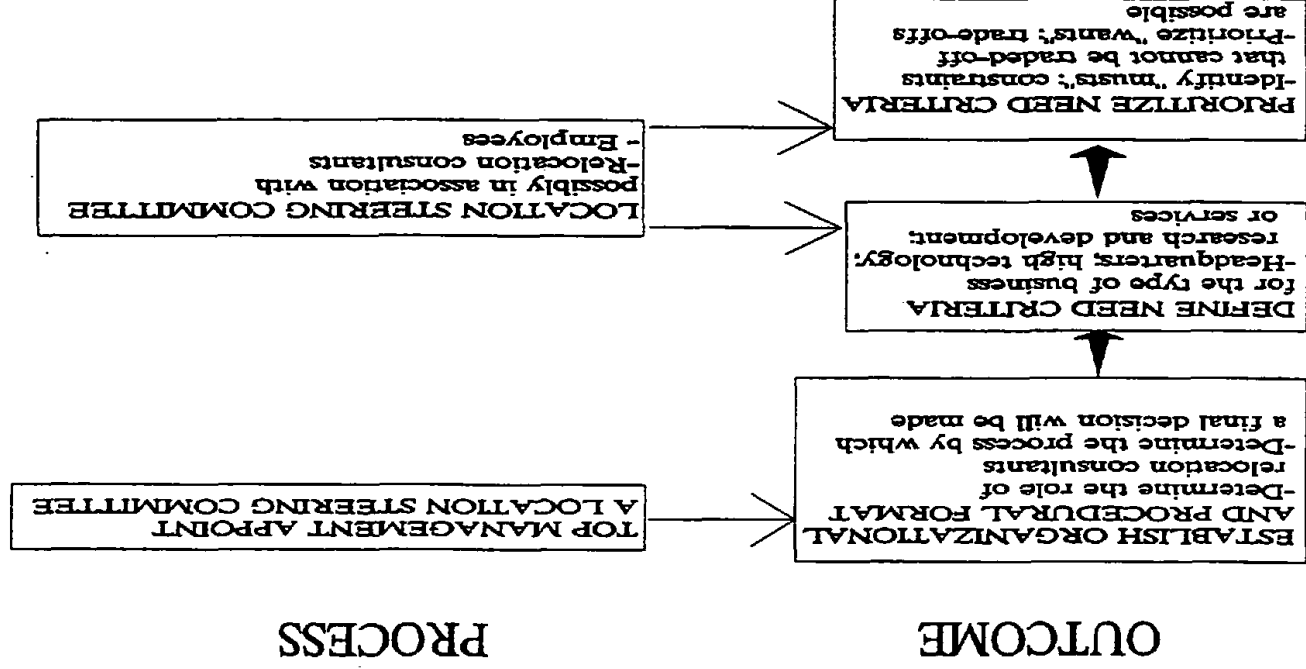 OUTCOME
PROCESS
ESTABLISH ORGANIZATIONAL
AND PROCEDURAL FORMAT
-Determine the role of
relocation consultants
-Determine the process by which
a final decision will be made
TOP MANAGEMENT APPOINT
A LOCATION STEERING COMMITTEE
DEFINE NEED CRITERIA
for the type of business
-Headquarters; high technology;
research and development;
or services
LOCATION STEERING COMMITTEE
possibly in association with
-Relocation consultants
- Employees
PRIORITIZE NEED CRITERIA
-Identify "musts"; constraints
that cannot be traded-off
-Prioritize "wants"; trade-offs
are possible